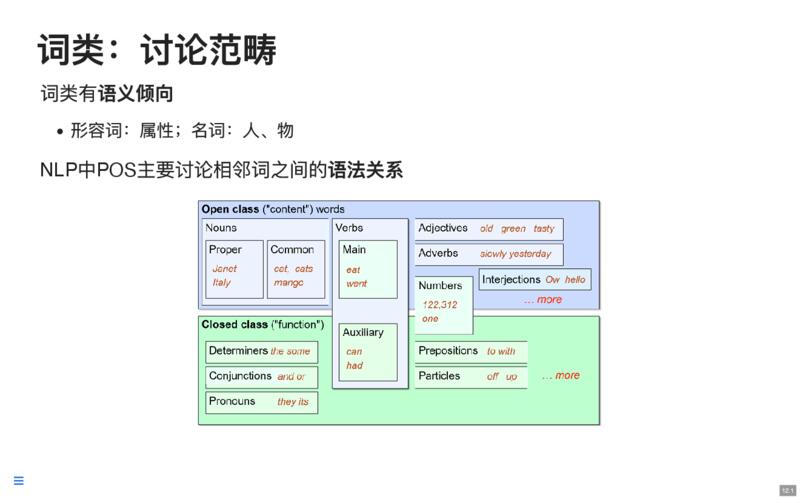 词类：讨论范畴
词类有语义倾向
• 形容词：属性；名词：人、物
NLP中POS主要讨论相邻词之间的语法关系
Open class ("content") words
Nouns
Proper
Janet
Italy
Common
cat, cats
mango
Verbs
Main
eat
went
Adjectives old green tasty
Adverbs slowly yesterday
Interjections Ow hello
Numbers
122,312
one
... more
Closed class ("function")
Auxiliary
can
had
Determiners the some
Conjunctions and or
Pronouns they its
Prepositions to with
Particles off up
... more
12.1